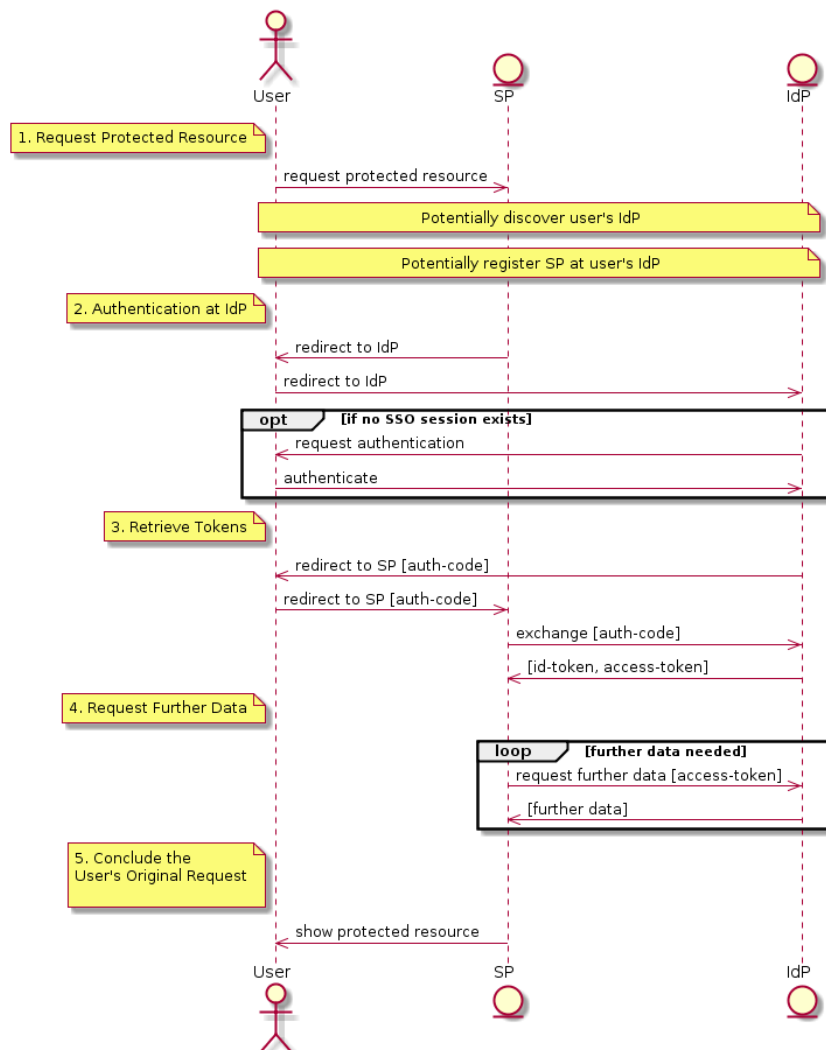 User
SP
IdP
1. Request Protected Resource
request protected resource
Potentially discover user's IdP
Potentially register SP at user's IdP
2. Authentication at IdP
redirect to IdP
redirect to IdP
opt [if no SSO session exists]
request authentication
authenticate
3. Retrieve Tokens
redirect to SP [auth-code]
redirect to SP [auth-code]
exchange [auth-code]
[id-token, access-token]
4. Request Further Data
loop [further data needed]
request further data [access-token]
[further data]
5. Conclude the
User's Original Request
show protected resource
User
SP
IdP